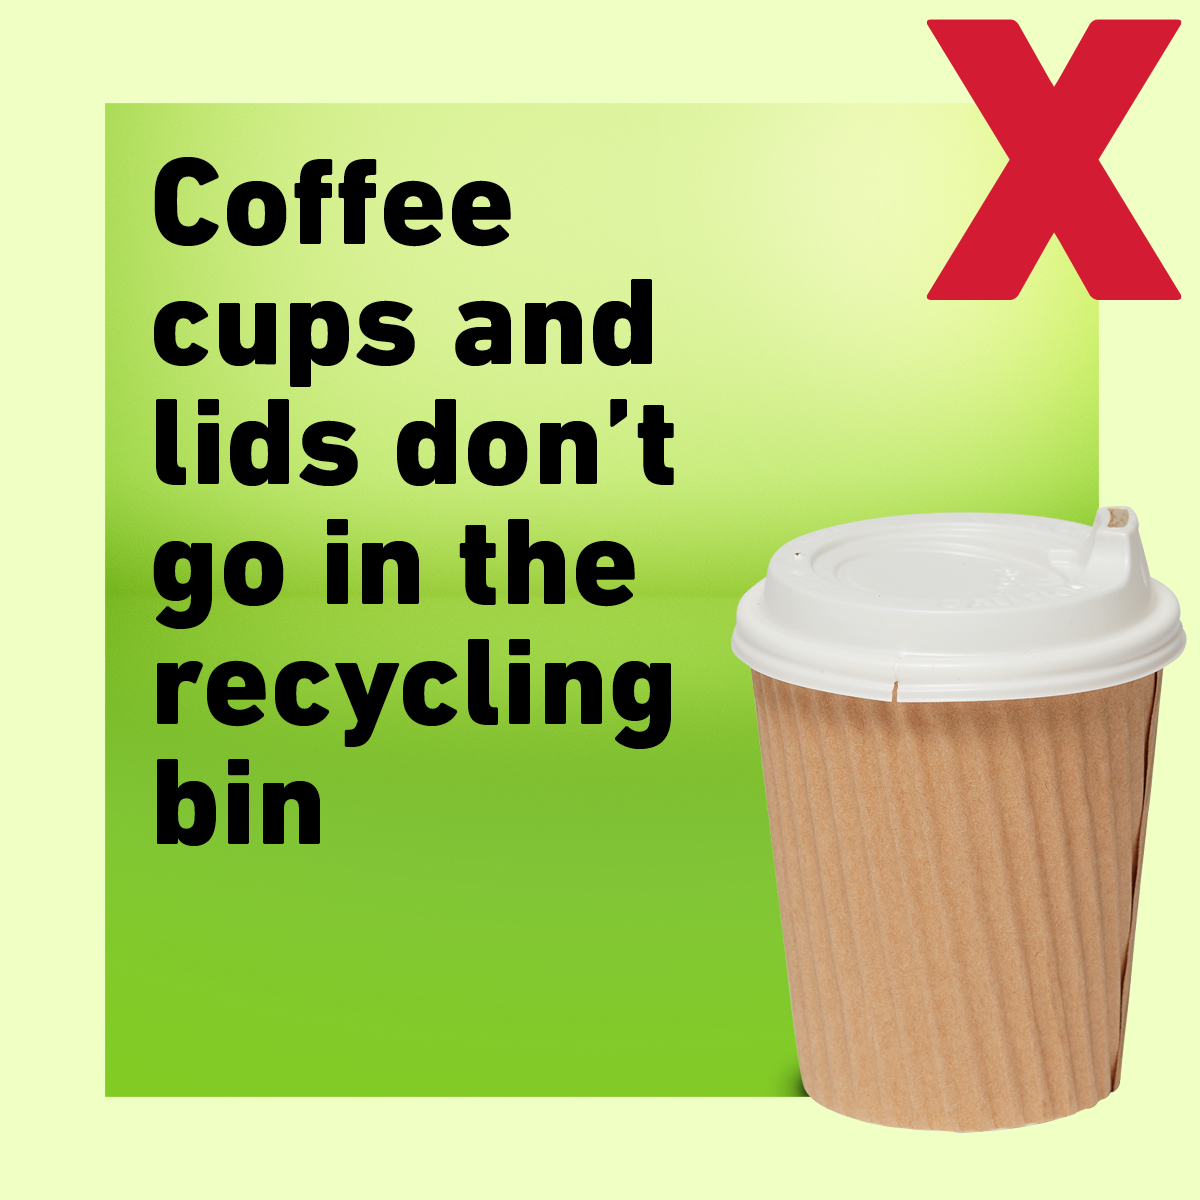 Coffee
cups and
lids don’t
go in the
recycling
bin